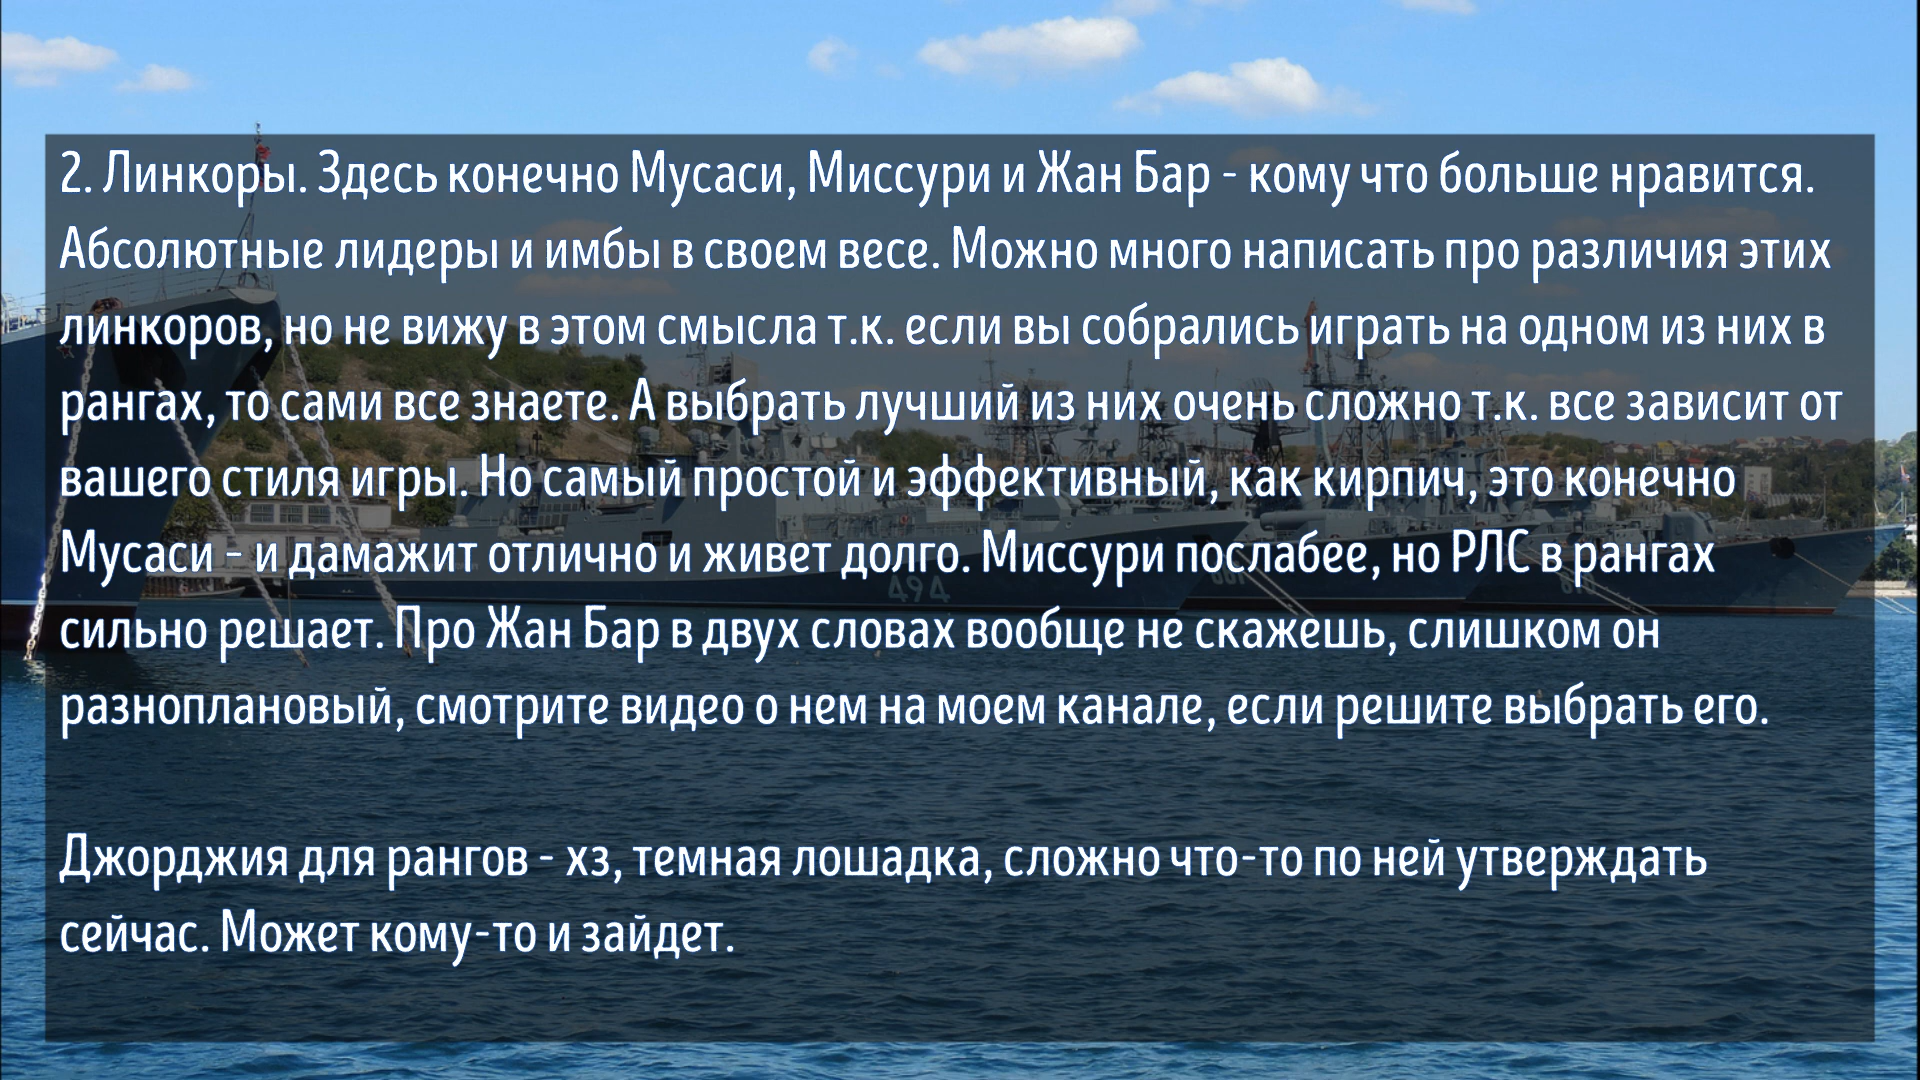 2. Линкоры. Здесь конечно Мусаси, Миссури и Жан Бар - кому что больше нравится.
Абсолютные лидеры и имбы в своем весе. Можно много написать про различия этих
линкоров, но не вижу в этом смысла т.к. если вы собрались играть на одном из них в
рангах, то сами все знаете. А выбрать лучший из них очень сложно т.к. все зависит от
вашего стиля игры. Но самый простой и эффективный, как кирпич, это конечно
Мусаси - и дамажит отлично и живет долго. Миссури послабее, но РЛС в рангах
сильно решает. Про Жан Бар в двух словах вообще не скажешь, слишком он
разноплановый, смотрите видео о нем на моем канале, если решите выбрать его.
Джорджия для рангов - хз, темная лошадка, сложно что-то по ней утверждать
сейчас. Может кому-то и зайдет.
494